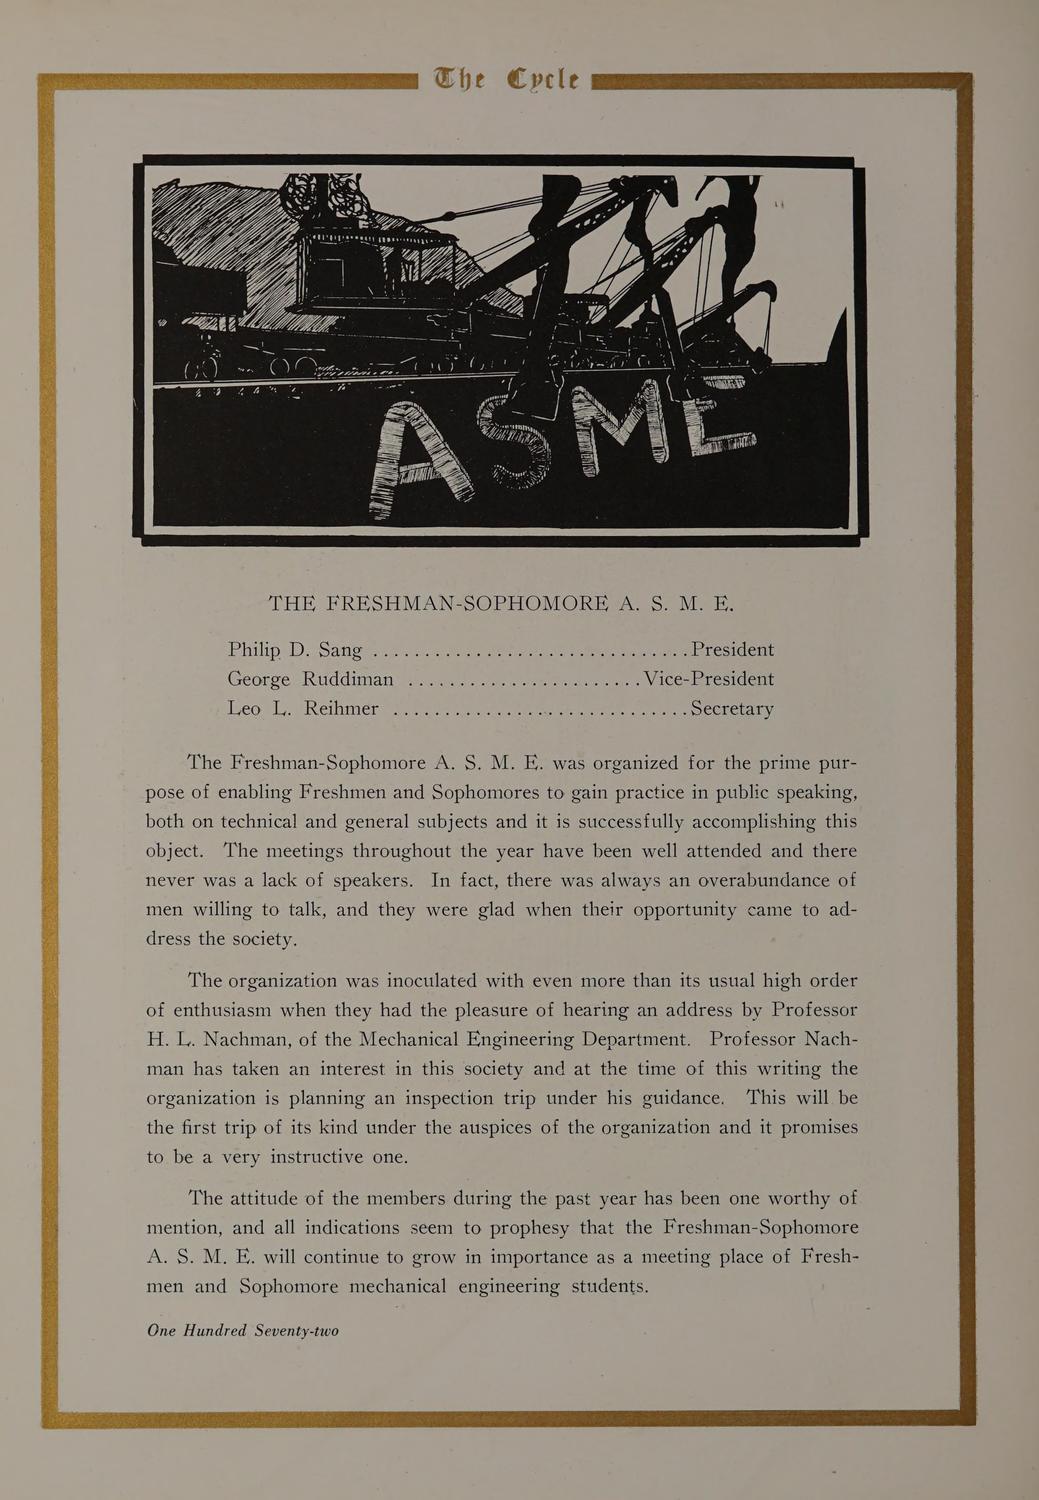 The Cycle
ASME
THE FRESHMAN-SOPHOMORE A. S. M. E.
Philip D. Sang ............................... President
George Ruddiman ....................... Vice-President
Leo L. Reihmer ............................. Secretary
The Freshman-Sophomore A. S. M. E. was organized for the prime pur-
pose of enabling Freshmen and Sophomores to gain practice in public speaking,
both on technical and general subjects and it is successfully accomplishing this
object. The meetings throughout the year have been well attended and there
never was a lack of speakers. In fact, there was always an overabundance of
men willing to talk, and they were glad when their opportunity came to ad-
dress the society.
The organization was inoculated with even more than its usual high order
of enthusiasm when they had the pleasure of hearing an address by Professor
H. L. Nachman, of the Mechanical Engineering Department. Professor Nach-
man has taken an interest in this society and at the time of this writing the
organization is planning an inspection trip under his guidance. This will be
the first trip of its kind under the auspices of the organization and it promises
to be a very instructive one.
The attitude of the members during the past year has been one worthy of
mention, and all indications seem to prophesy that the Freshman-Sophomore
A. S. M. E. will continue to grow in importance as a meeting place of Fresh-
men and Sophomore mechanical engineering students.
One Hundred Seventy-two